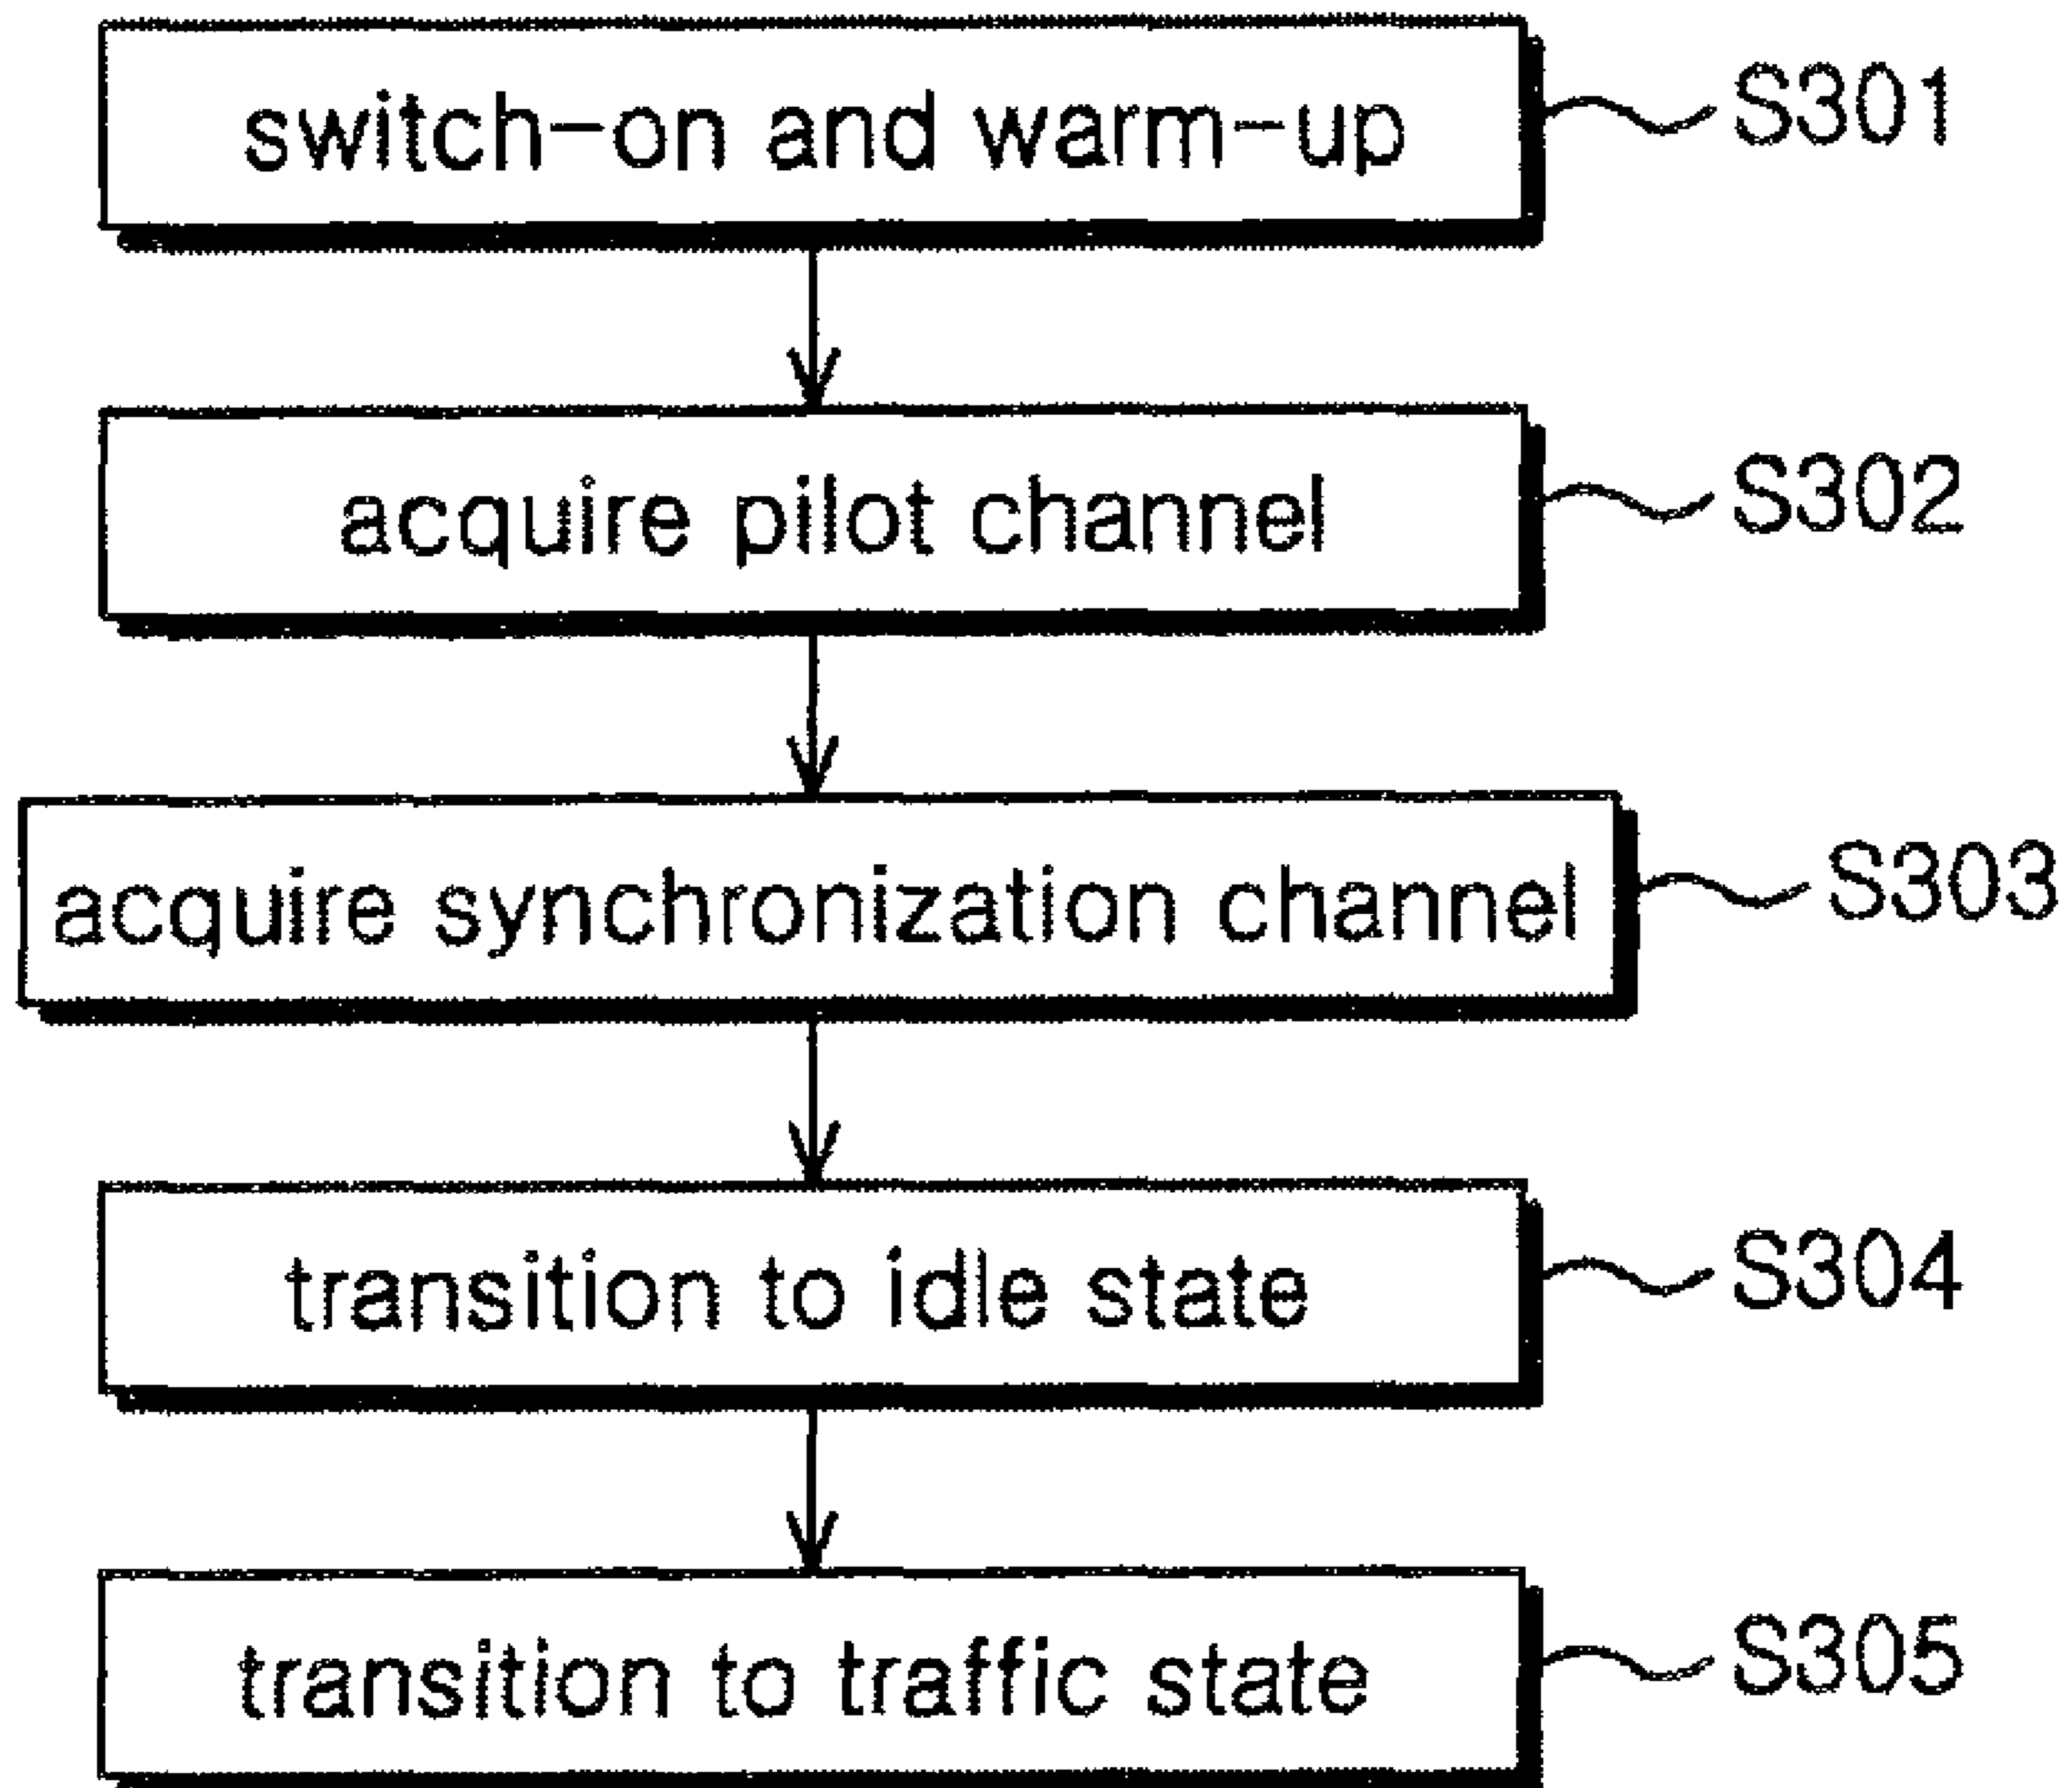 switch-on and warm-up S301
acquire pilot channel S302
acquire synchronization channel S303
transition to idle state S304
transition to traffic state S305